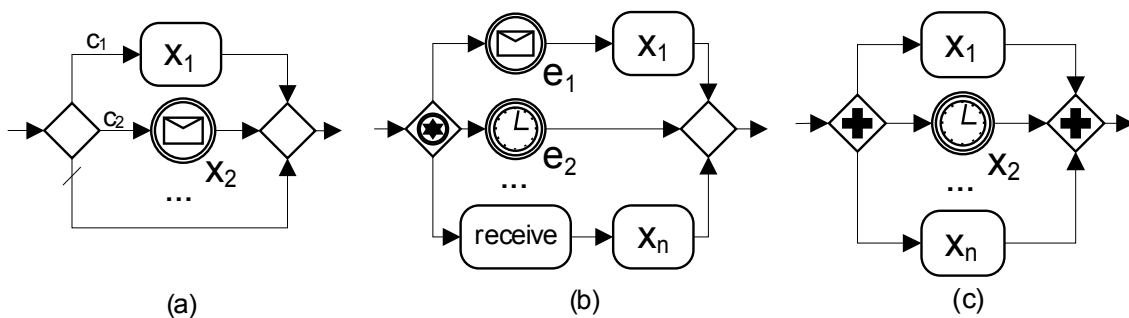 c₁
x₁
c₂
x₂
...
(a)
e₁
x₁
e₂
...
receive
xₙ
(b)
x₁
x₂
...
xₙ
(c)